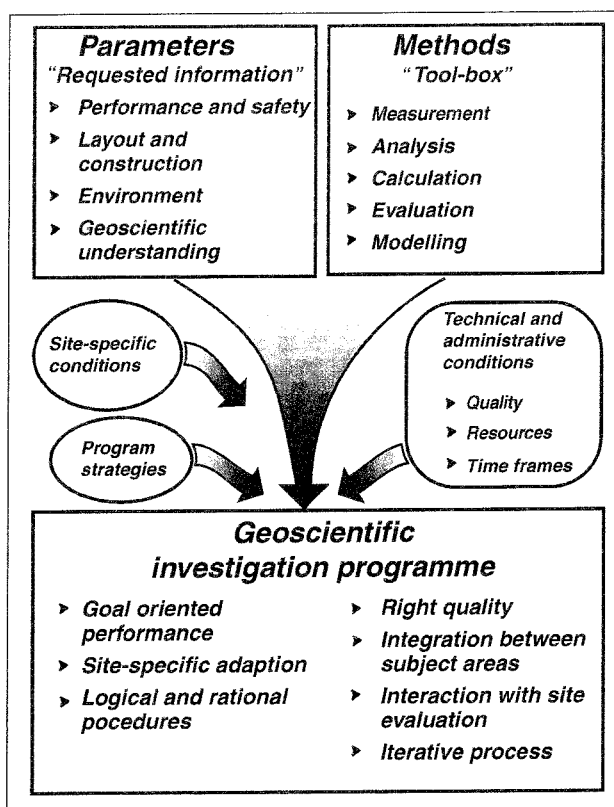 Parameters
"Requested information"
➤ Performance and safety
➤ Layout and
construction
➤ Environment
➤ Geoscientific
understanding
Methods
"Tool-box"
➤ Measurement
➤ Analysis
➤ Calculation
➤ Evaluation
➤ Modelling
Site-specific
conditions
Program
strategies
Technical and
administrative
conditions
➤ Quality
➤ Resources
➤ Time frames
Geoscientific
investigation programme
➤ Goal oriented
performance
➤ Site-specific adaption
➤ Logical and rational
pocedures
➤ Right quality
➤ Integration between
subject areas
➤ Interaction with site
evaluation
➤ Iterative process